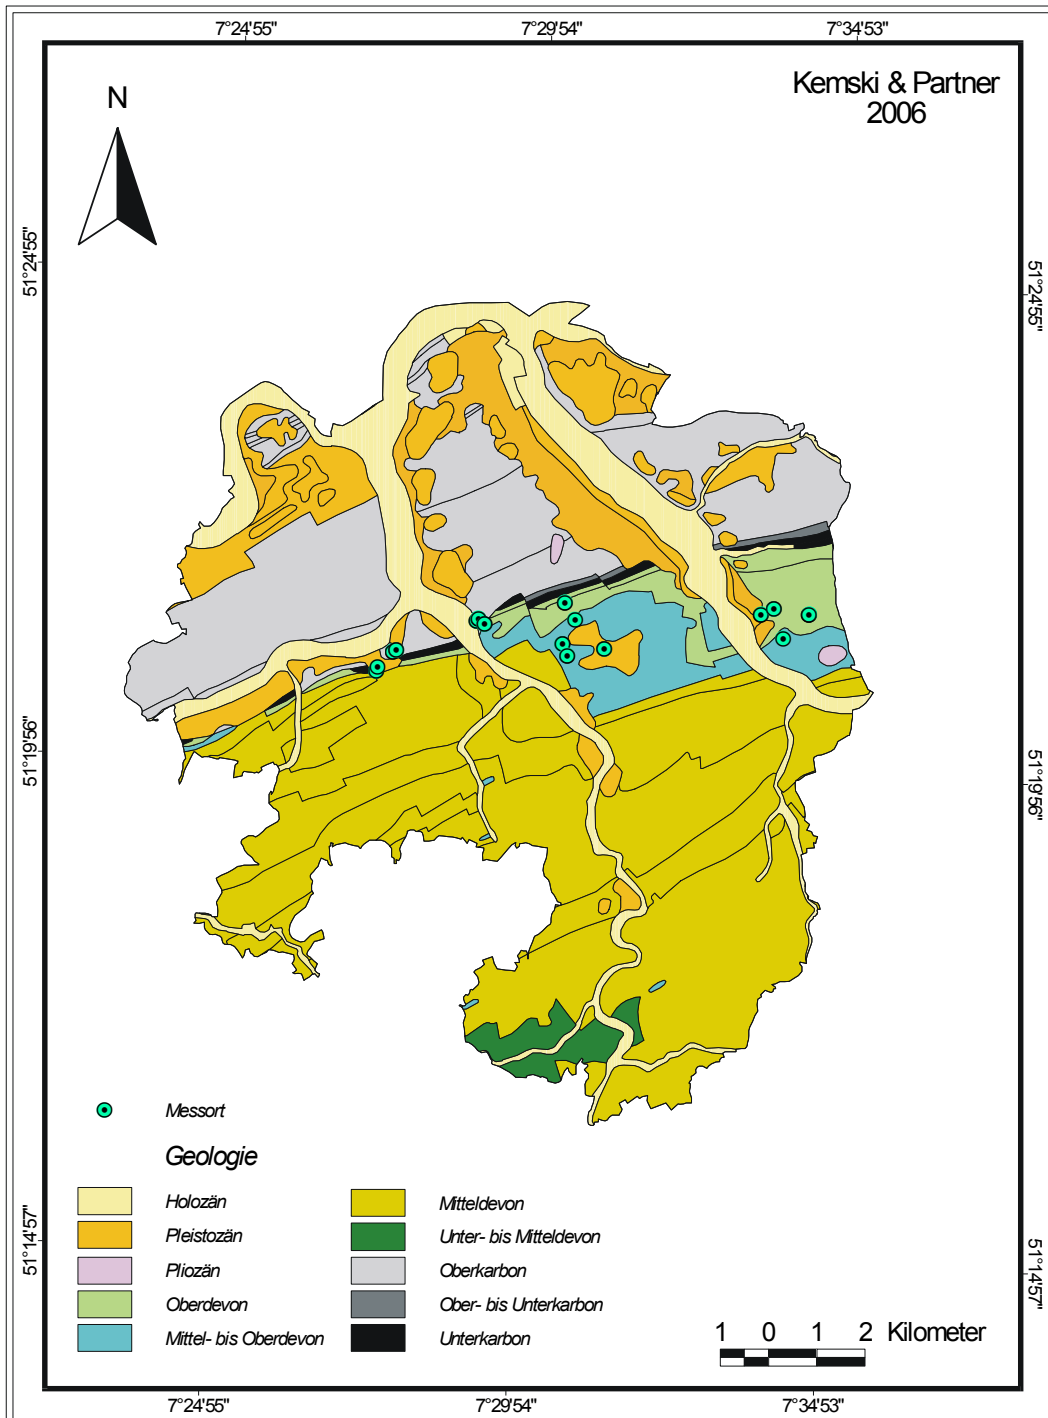 7°24'55"
7°29'54"
7°34'53"
Kemski & Partner
2006
N
51°24'55"
51°24'55"
51°19'56"
51°19'56"
51°14'57"
51°14'57"
Messort
Geologie
Holozän
Pleistozän
Pliozän
Oberdevon
Mittel- bis Oberdevon
Mitteldevon
Unter- bis Mitteldevon
Oberkarbon
Ober- bis Unterkarbon
Unterkarbon
1 0 1 2 Kilometer
7°24'55"
7°29'54"
7°34'53"